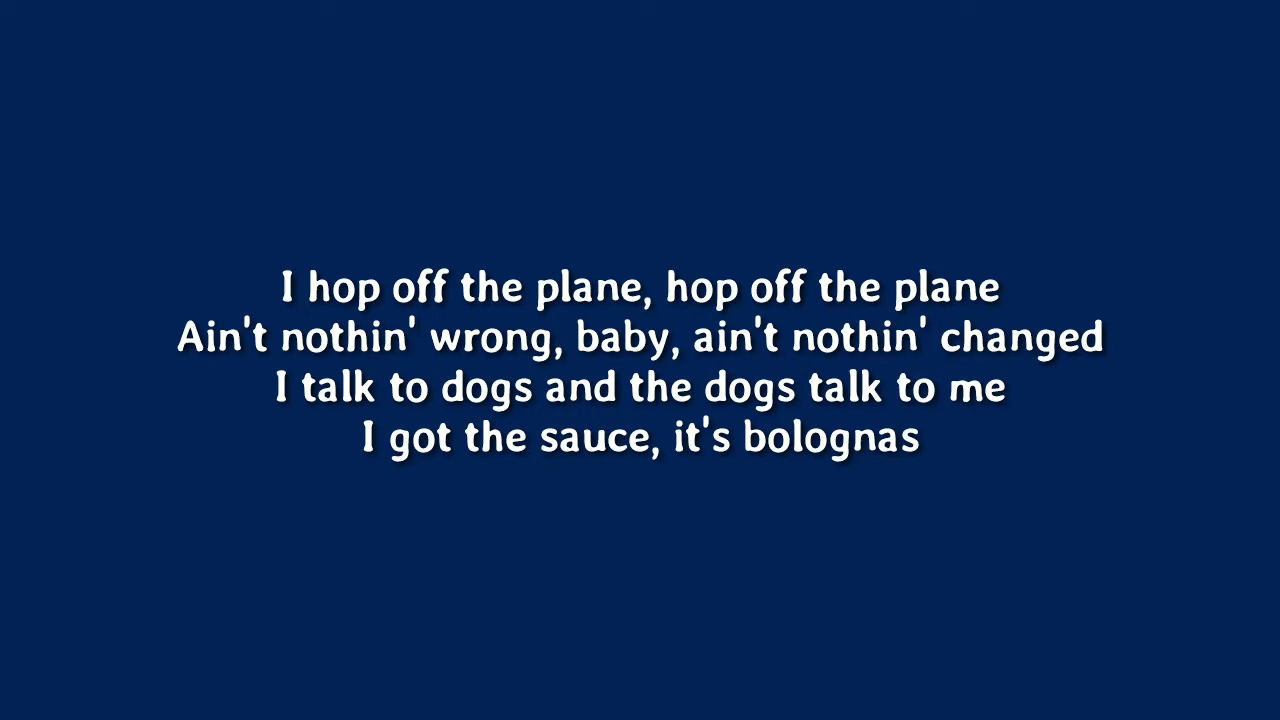 I hop off the plane, hop off the plane
Ain't nothin' wrong, baby, ain't nothin' changed
I talk to dogs and the dogs talk to me
I got the sauce, it's bolognas